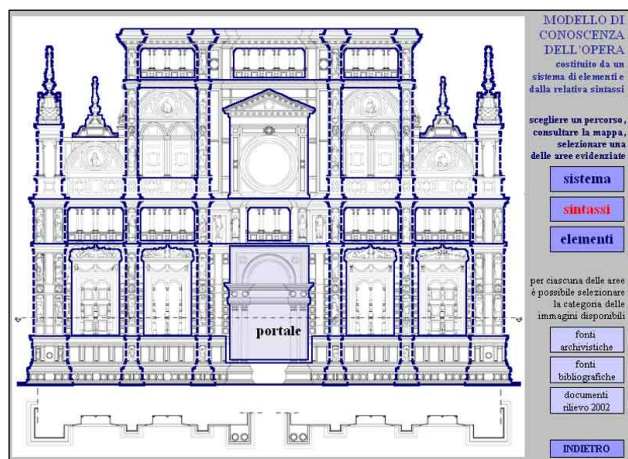 MODELLO DI
CONOSCENZA
DELL'OPERA
costituito da un
sistema di elementi e
dalla relativa sintassi
scegliere un percorso,
consultare la mappa,
selezionare una
delle aree evidenziate
sistema
sintassi
elementi
per ciascuna delle aree
è possibile selezionare
la categoria delle
immagini disponibili
fonti
archivistiche
fonti
bibliografiche
documenti
rilievo 2002
INDIETRO
portale